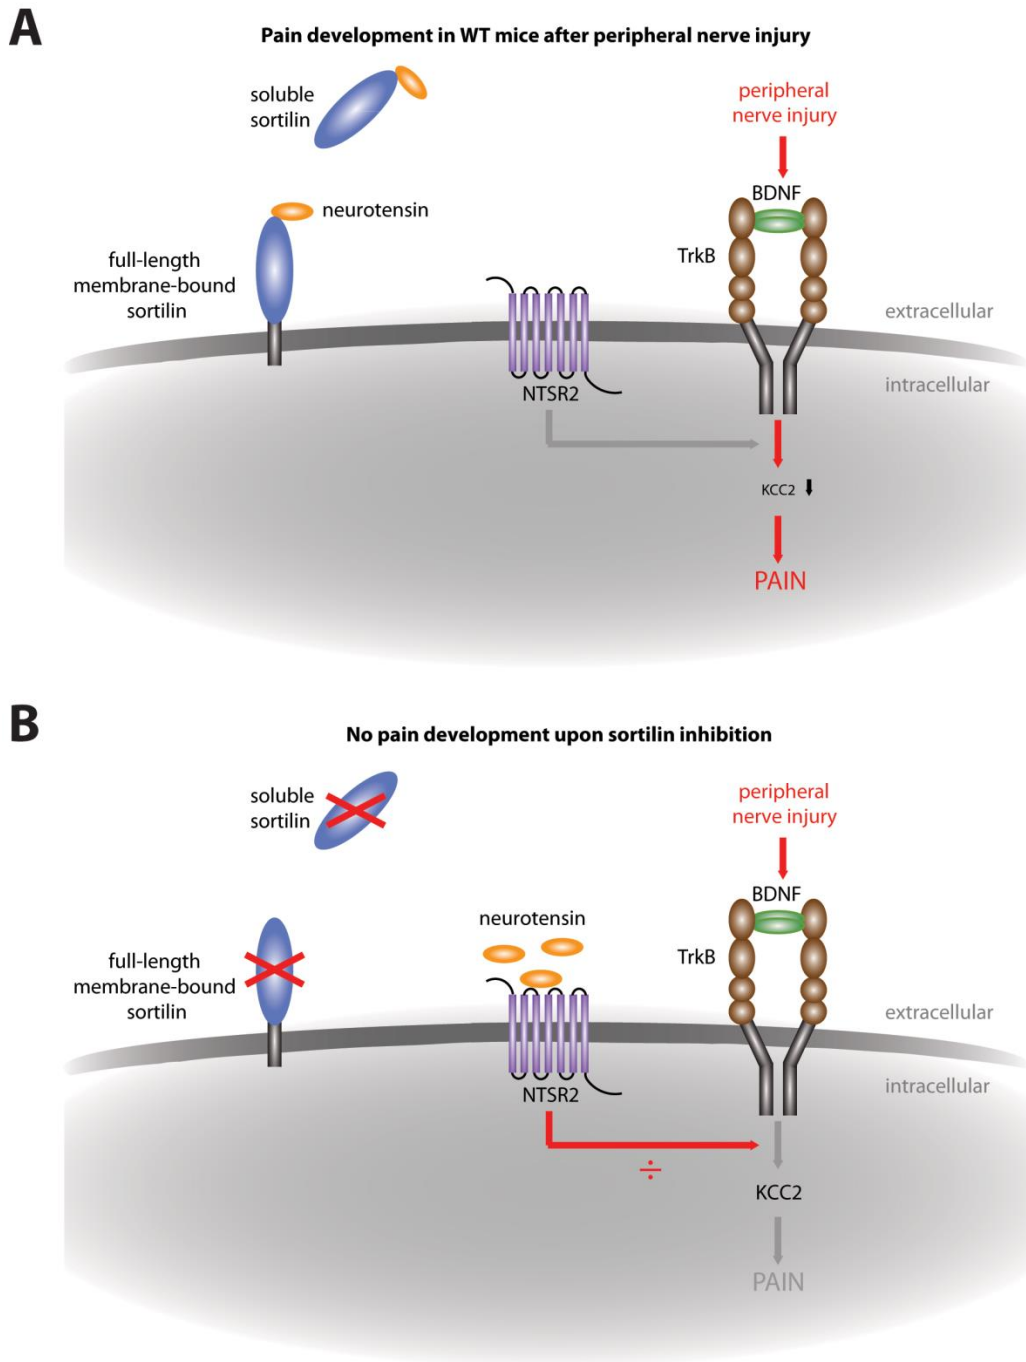 A
Pain development in WT mice after peripheral nerve injury
soluble
sortilin
peripheral
nerve injury
BDNF
neurotensin
TrkB
full-length
membrane-bound
sortilin
extracellular
intracellular
NTSR2
KCC2
PAIN
B
No pain development upon sortilin inhibition
soluble
sortilin
peripheral
nerve injury
BDNF
neurotensin
TrkB
full-length
membrane-bound
sortilin
extracellular
intracellular
NTSR2
÷
KCC2
PAIN